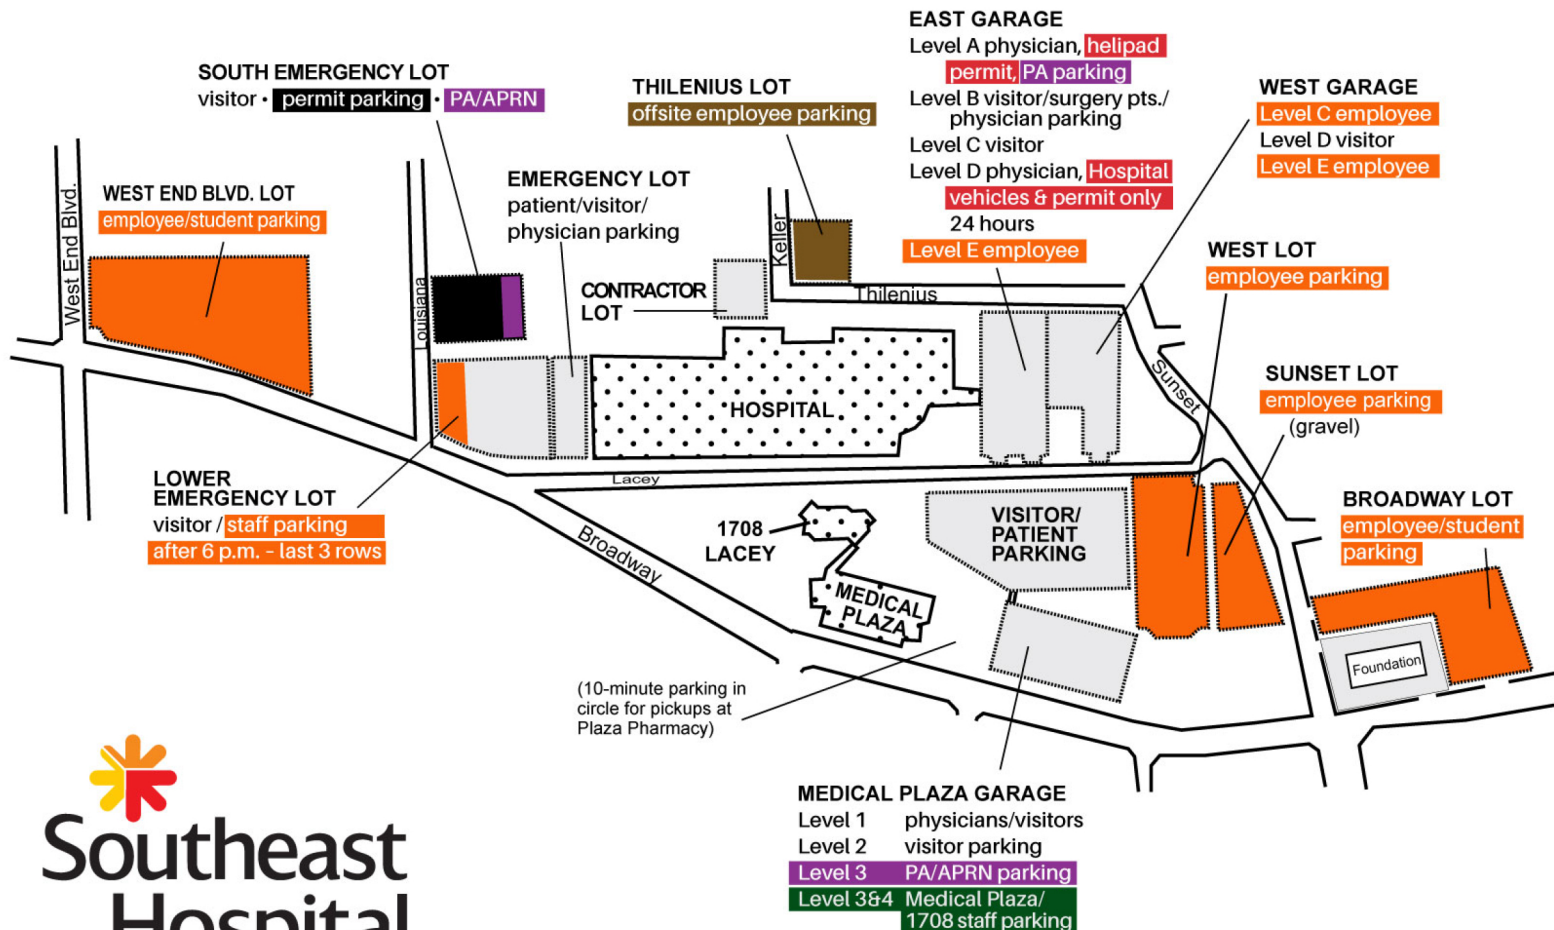 EAST GARAGE
Level A physician, helipad
permit, PA parking
Level B visitor/surgery pts./
physician parking
Level C visitor
Level D physician, Hospital
vehicles & permit only
24 hours
Level E employee
SOUTH EMERGENCY LOT
visitor • permit parking • PA/APRN
THILENIUS LOT
offsite employee parking
WEST GARAGE
Level C employee
Level D visitor
Level E employee
WEST END BLVD. LOT
employee/student parking
EMERGENCY LOT
patient/visitor/
physician parking
CONTRACTOR
LOT
WEST LOT
employee parking
SUNSET LOT
employee parking
(gravel)
West End Blvd.
Louisiana
Keller
Thilenius
Sunset
HOSPITAL
Lacey
Broadway
LOWER
EMERGENCY LOT
visitor / staff parking
after 6 p.m. – last 3 rows
1708
LACEY
MEDICAL
PLAZA
VISITOR/
PATIENT
PARKING
BROADWAY LOT
employee/student
parking
Foundation
(10-minute parking in
circle for pickups at
Plaza Pharmacy)
MEDICAL PLAZA GARAGE
Level 1 physicians/visitors
Level 2 visitor parking
Level 3 PA/APRN parking
Level 3&4 Medical Plaza/
1708 staff parking
Southeast
Hospital